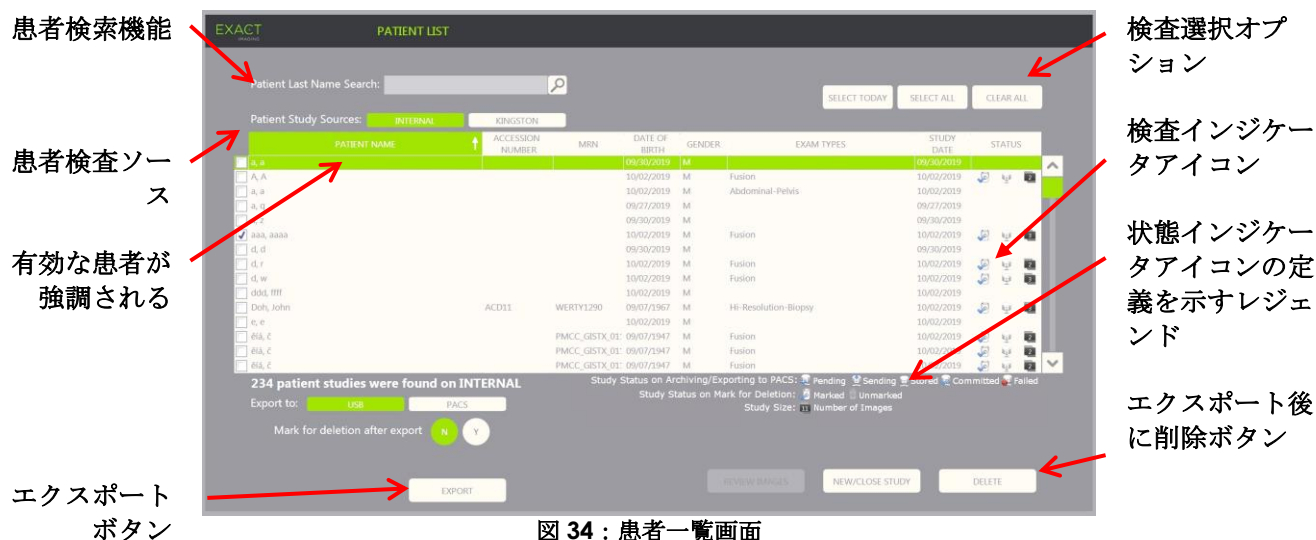 患者検索機能
患者検査ソー
ス
有効な患者が
強調される
エクスポート
ボタン
EXACT
IMAGING
PATIENT LIST
Patient Last Name Search:
SELECT TODAY SELECT ALL CLEAR ALL
Patient Study Sources: INTERNAL KINGSTON
PATIENT NAME ACCESSION NUMBER MRN DATE OF BIRTH GENDER EXAM TYPES STUDY DATE STATUS
a, a 09/30/2019 M 09/30/2019
A, A 10/02/2019 M Fusion 10/02/2019 2
a, a 10/02/2019 M Abdominal-Pelvis 10/02/2019
a, q 09/27/2019 M 09/27/2019
09/30/2019 M 09/30/2019
aaa, aaaa 10/02/2019 M Fusion 10/02/2019
d, d 09/30/2019 M 09/30/2019
d, r 10/02/2019 M Fusion 10/02/2019
d, w 10/02/2019 M Fusion 10/02/2019
ddd, ffff 10/02/2019 M 10/02/2019
Doh, John ACD11 WERTY1290 09/07/1967 M Hi-Resolution-Biopsy 09/30/2019
e, e 10/02/2019 M 10/02/2019
PMCC_GISTX_01: 09/07/1947 M Fusion 10/02/2019
PMCC_GISTX_01: 09/07/1947 M Fusion 10/02/2019
PMCC_GISTX_01: 09/07/1947 M Fusion 10/02/2019
234 patient studies were found on INTERNAL
Study Status on Archiving/Exporting to PACS: Pending Sending Stored Committed Failed
Study Status on Mark for Deletion: Marked Unmarked
Study Size: 11 Number of Images
Export to: USB PACS
Mark for deletion after export N Y
EXPORT
REVIEW IMAGES NEW/CLOSE STUDY DELETE
検査選択オプ
ション
検査インジケー
タアイコン
状態インジケー
タアイコンの定
義を示すレジェ
ンド
エクスポート後
に削除ボタン
図 34：患者一覧画面